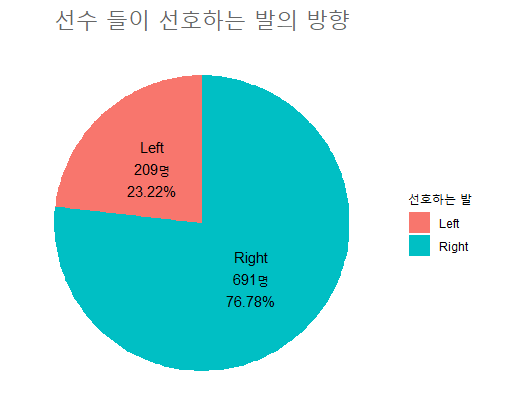 선수 들이 선호하는 발의 방향
Left
209명
23.22%
Right
691명
76.78%
선호하는 발
Left
Right